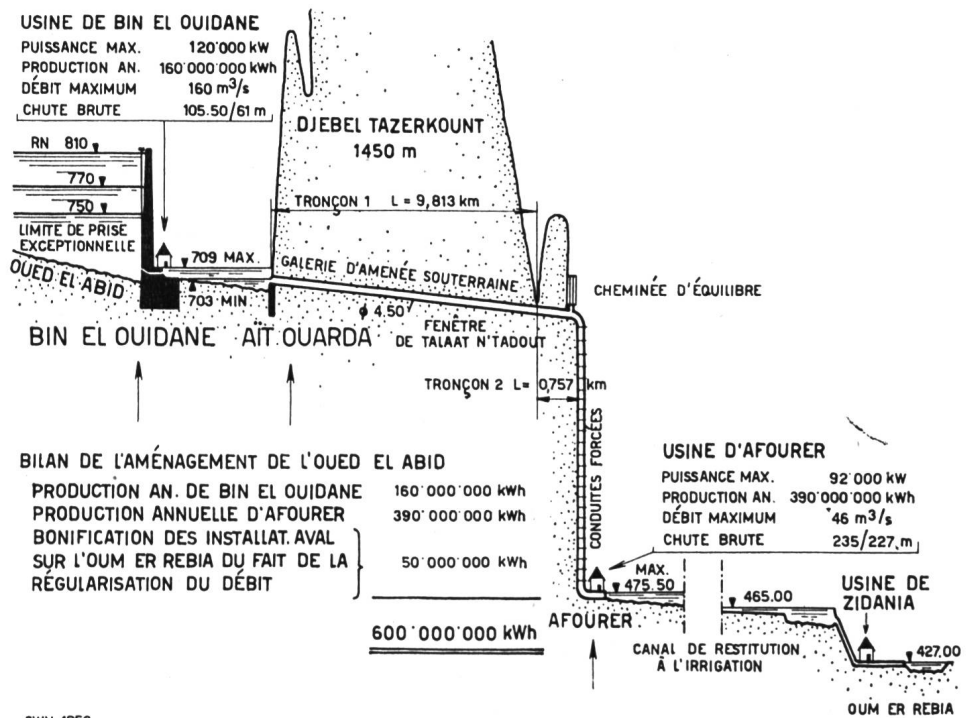 USINE DE BIN EL OUIDANE
PUISSANCE MAX. 120'000 kW
PRODUCTION AN. 160'000'000 kWh
DÉBIT MAXIMUM 160 m³/s
CHUTE BRUTE 105.50/61 m
DJEBEL TAZERKOUNT
1450 m
RN 810
770
750
LIMITE DE PRISE
EXCEPTIONNELLE
OUED EL ABID
709 MAX.
703 MIN
TRONÇON 1 L = 9,813 km
GALERIE D'AMENÉE SOUTERRAINE
ϕ 4.50
CHEMINÉE D'ÉQUILIBRE
FENÊTRE
DE TALAAT N'TADOUT
BIN EL OUIDANE AÏT OUARDA
TRONÇON 2 L = 0,757 km
CONDUITES FORCÉES
BILAN DE L'AMÉNAGEMENT DE L'OUED EL ABID
PRODUCTION AN. DE BIN EL OUIDANE 160'000'000 kWh
PRODUCTION ANNUELLE D'AFOURER 390'000'000 kWh
BONIFICATION DES INSTALLAT. AVAL
SUR L'OUM ER REBIA DU FAIT DE LA 50'000'000 kWh
RÉGULARISATION DU DÉBIT
600'000'000 kWh
USINE D'AFOURER
PUISSANCE MAX. 92'000 kW
PRODUCTION AN. 390'000'000 kWh
DÉBIT MAXIMUM 46 m³/s
CHUTE BRUTE 235/227 m
MAX.
475.50
AFOURER
465.00
USINE DE
ZIDANIA
427.00
CANAL DE RESTITUTION
À L'IRRIGATION
OUM ER REBIA